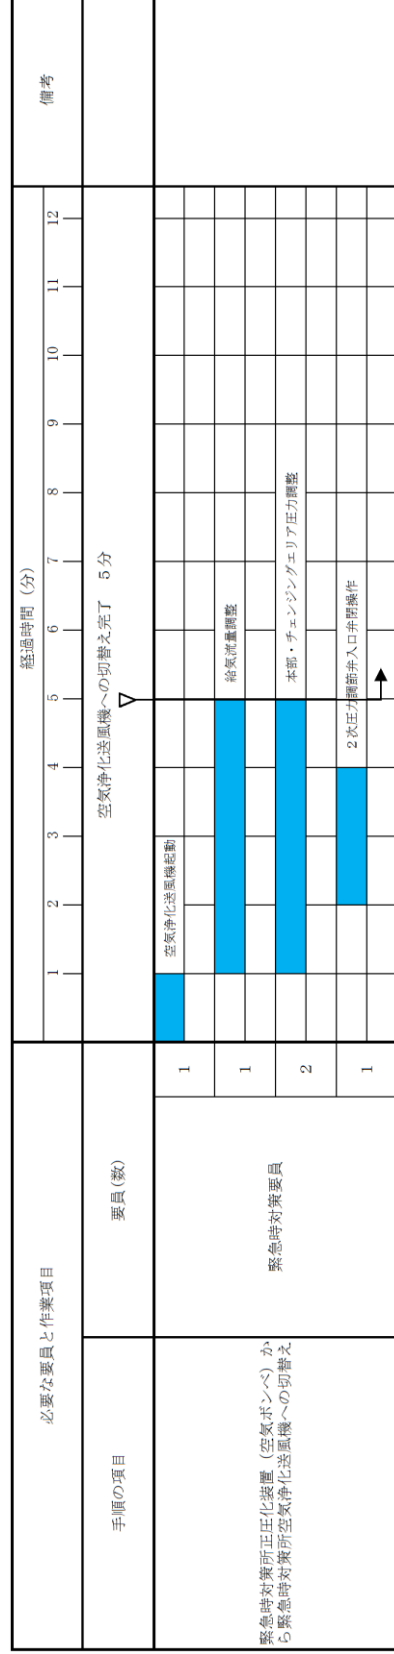 必要な要員と作業項目
経過時間（分）
備考
1 2 3 4 5 6 7 8 9 10 11 12
手順の項目
要員(数)
空気浄化送風機への切替え完了　５分
緊急時対策所正圧化装置（空気ボンベ）か
ら緊急時対策所空気浄化送風機への切替え
緊急時対策要員
1
空気浄化送風機起動
1
給気流量調整
2
本部・チェンジングエリア圧力調整
1
２次圧力調節弁入口弁閉操作